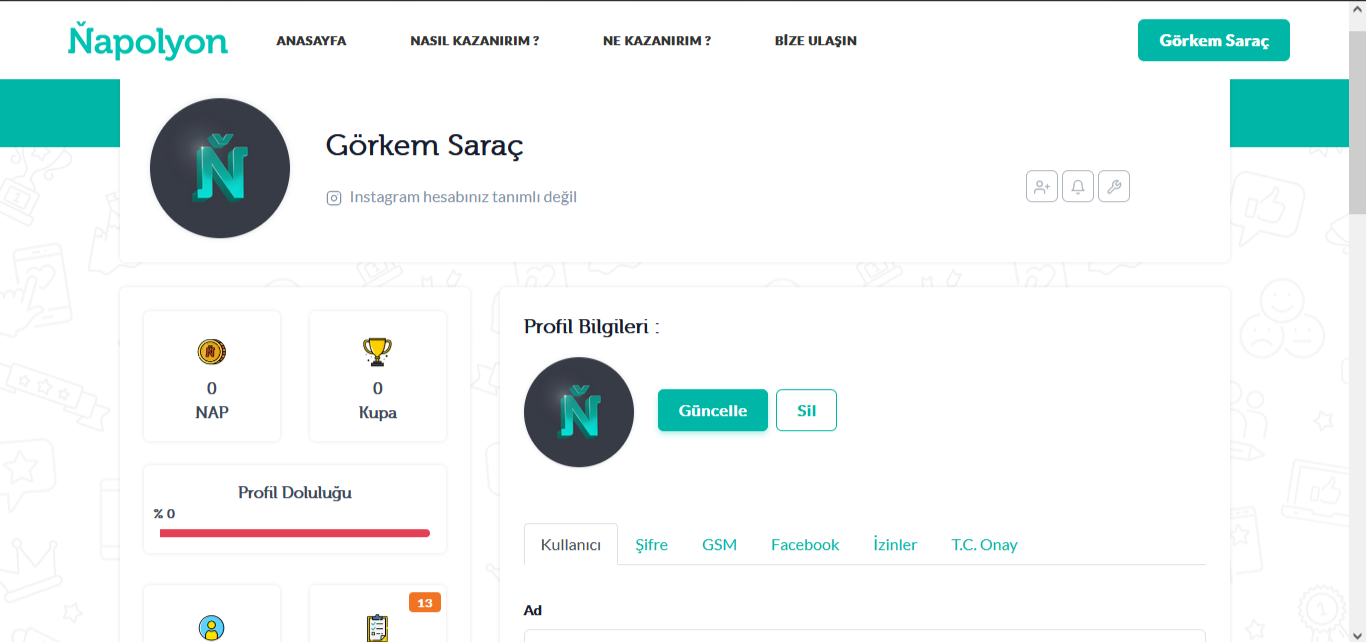 Ňapolyon
ANASAYFA
NASIL KAZANIRIM ?
NE KAZANIRIM ?
BİZE ULAŞIN
Görkem Saraç
Görkem Saraç
Instagram hesabınız tanımlı değil
0
NAP
0
Kupa
Profil Doluluğu
% 0
13
Profil Bilgileri :
Güncelle
Sil
Kullanıcı
Şifre
GSM
Facebook
İzinler
T.C. Onay
Ad